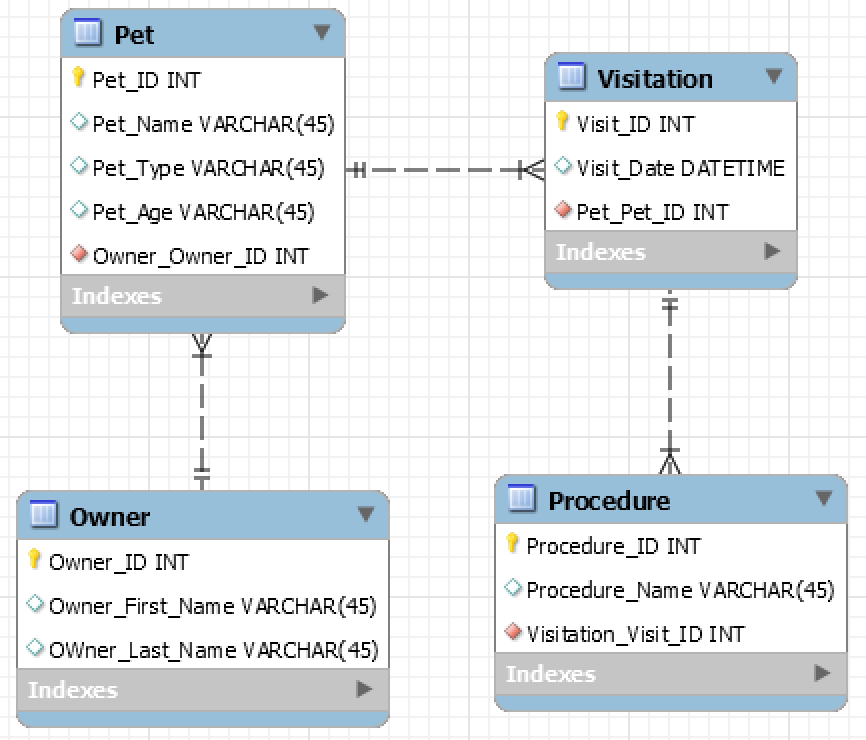 Pet
Pet_ID INT
Pet_Name VARCHAR(45)
Pet_Type VARCHAR(45)
Pet_Age VARCHAR(45)
Owner_Owner_ID INT
Indexes
Visitation
Visit_ID INT
Visit_Date DATETIME
Pet_Pet_ID INT
Indexes
Owner
Owner_ID INT
Owner_First_Name VARCHAR(45)
OWner_Last_Name VARCHAR(45)
Indexes
Procedure
Procedure_ID INT
Procedure_Name VARCHAR(45)
Visitation_Visit_ID INT
Indexes